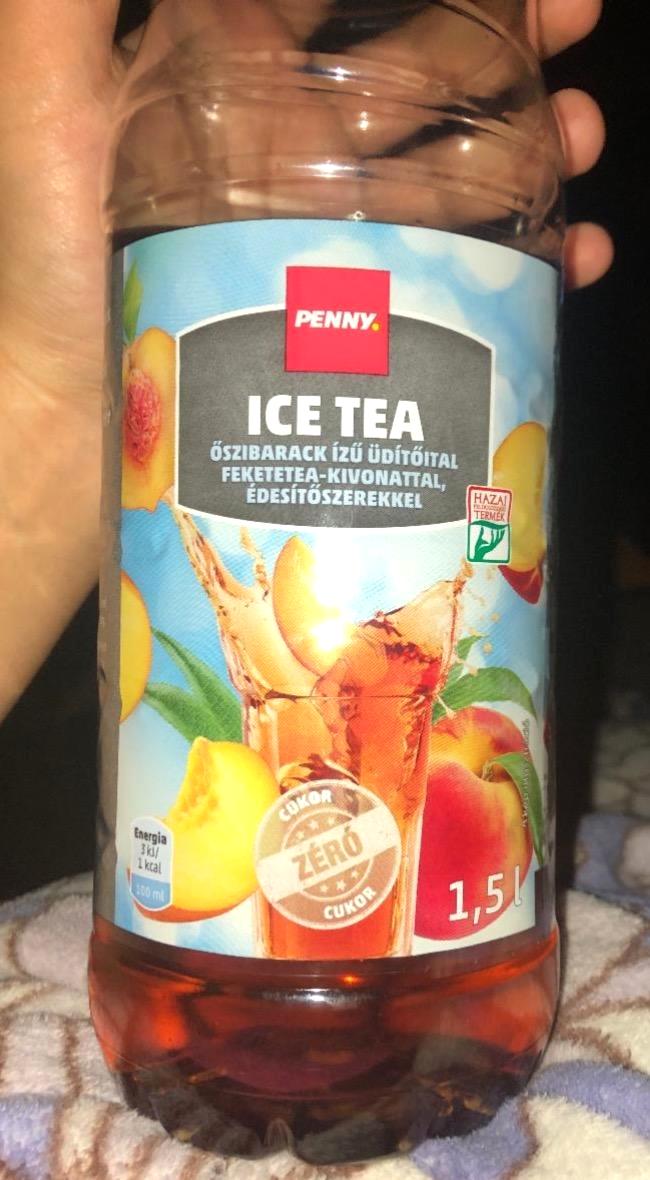 PENNY.
ICE TEA
ŐSZIBARACK ÍZŰ ÜDÍTŐITAL
FEKETETEA-KIVONATTAL,
ÉDESÍTŐSZEREKKEL
HAZAI
TERMÉK
CUKOR
ZÉRÓ
CUKOR
Energia
3 kJ/
1 kcal
100 ml
1,5 l